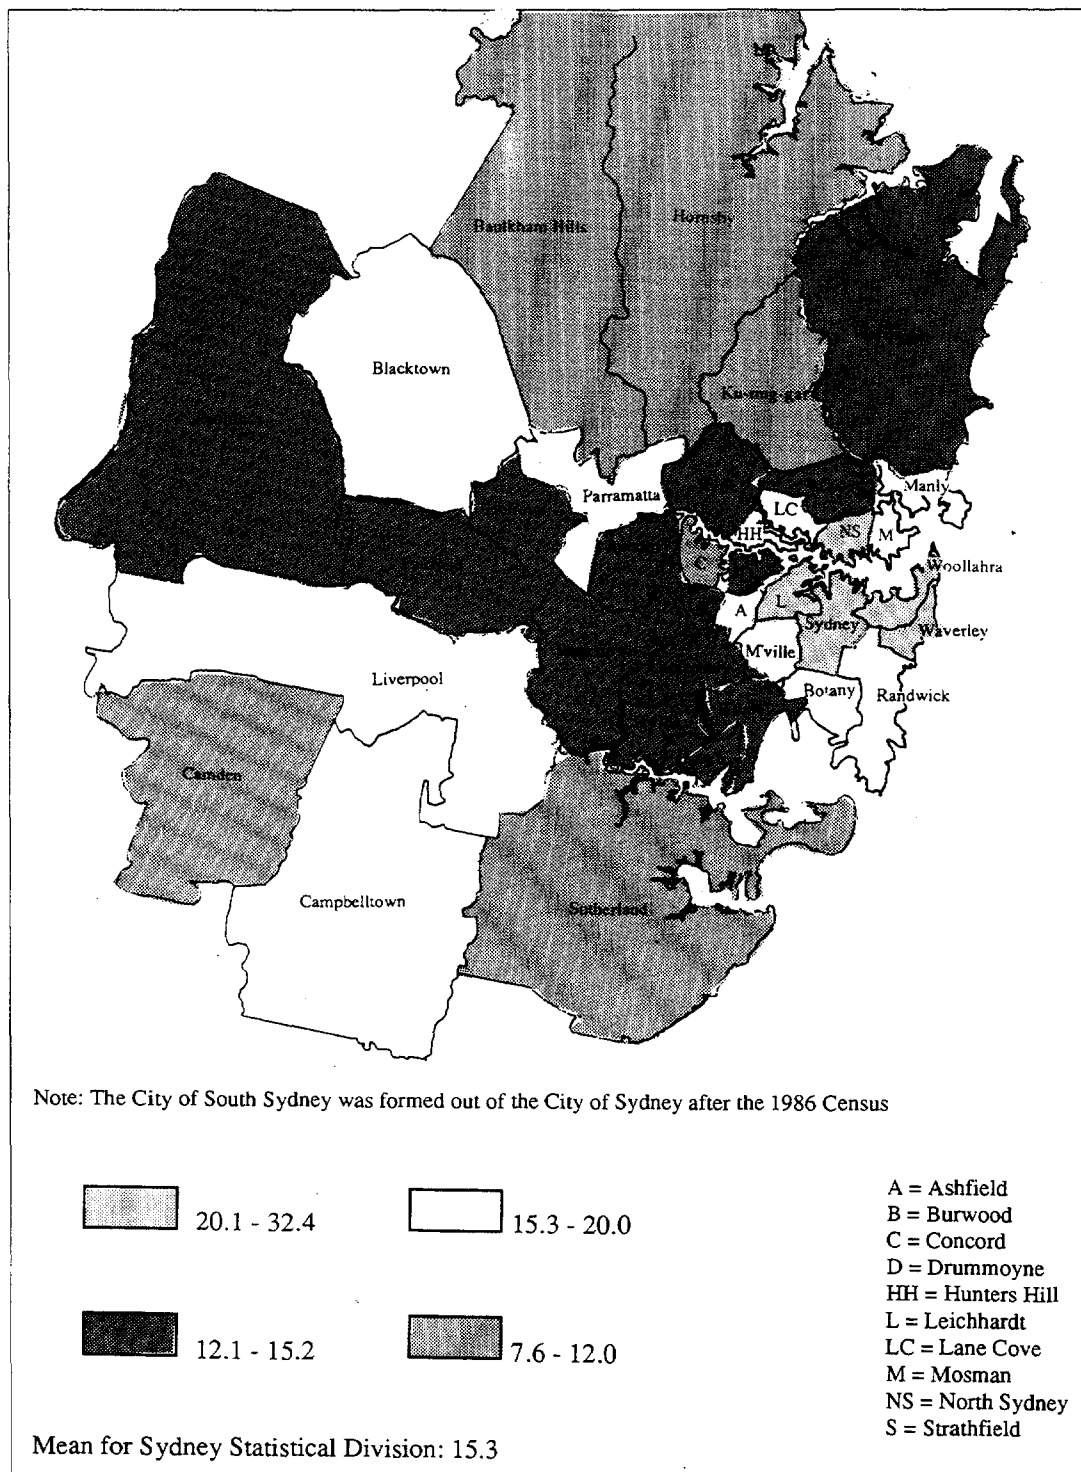 Hornsby
Baulkham Hills
Blacktown
Ku-ring-gai
Parramatta
Manly
LC
HH
NS
M
C
Woollahra
A
L
Sydney
Waverley
M'ville
Liverpool
Botany
Randwick
Camden
Campbelltown
Sutherland
Note: The City of South Sydney was formed out of the City of Sydney after the 1986 Census
20.1 - 32.4
15.3 - 20.0
12.1 - 15.2
7.6 - 12.0
A = Ashfield
B = Burwood
C = Concord
D = Drummoyne
HH = Hunters Hill
L = Leichhardt
LC = Lane Cove
M = Mosman
NS = North Sydney
S = Strathfield
Mean for Sydney Statistical Division: 15.3